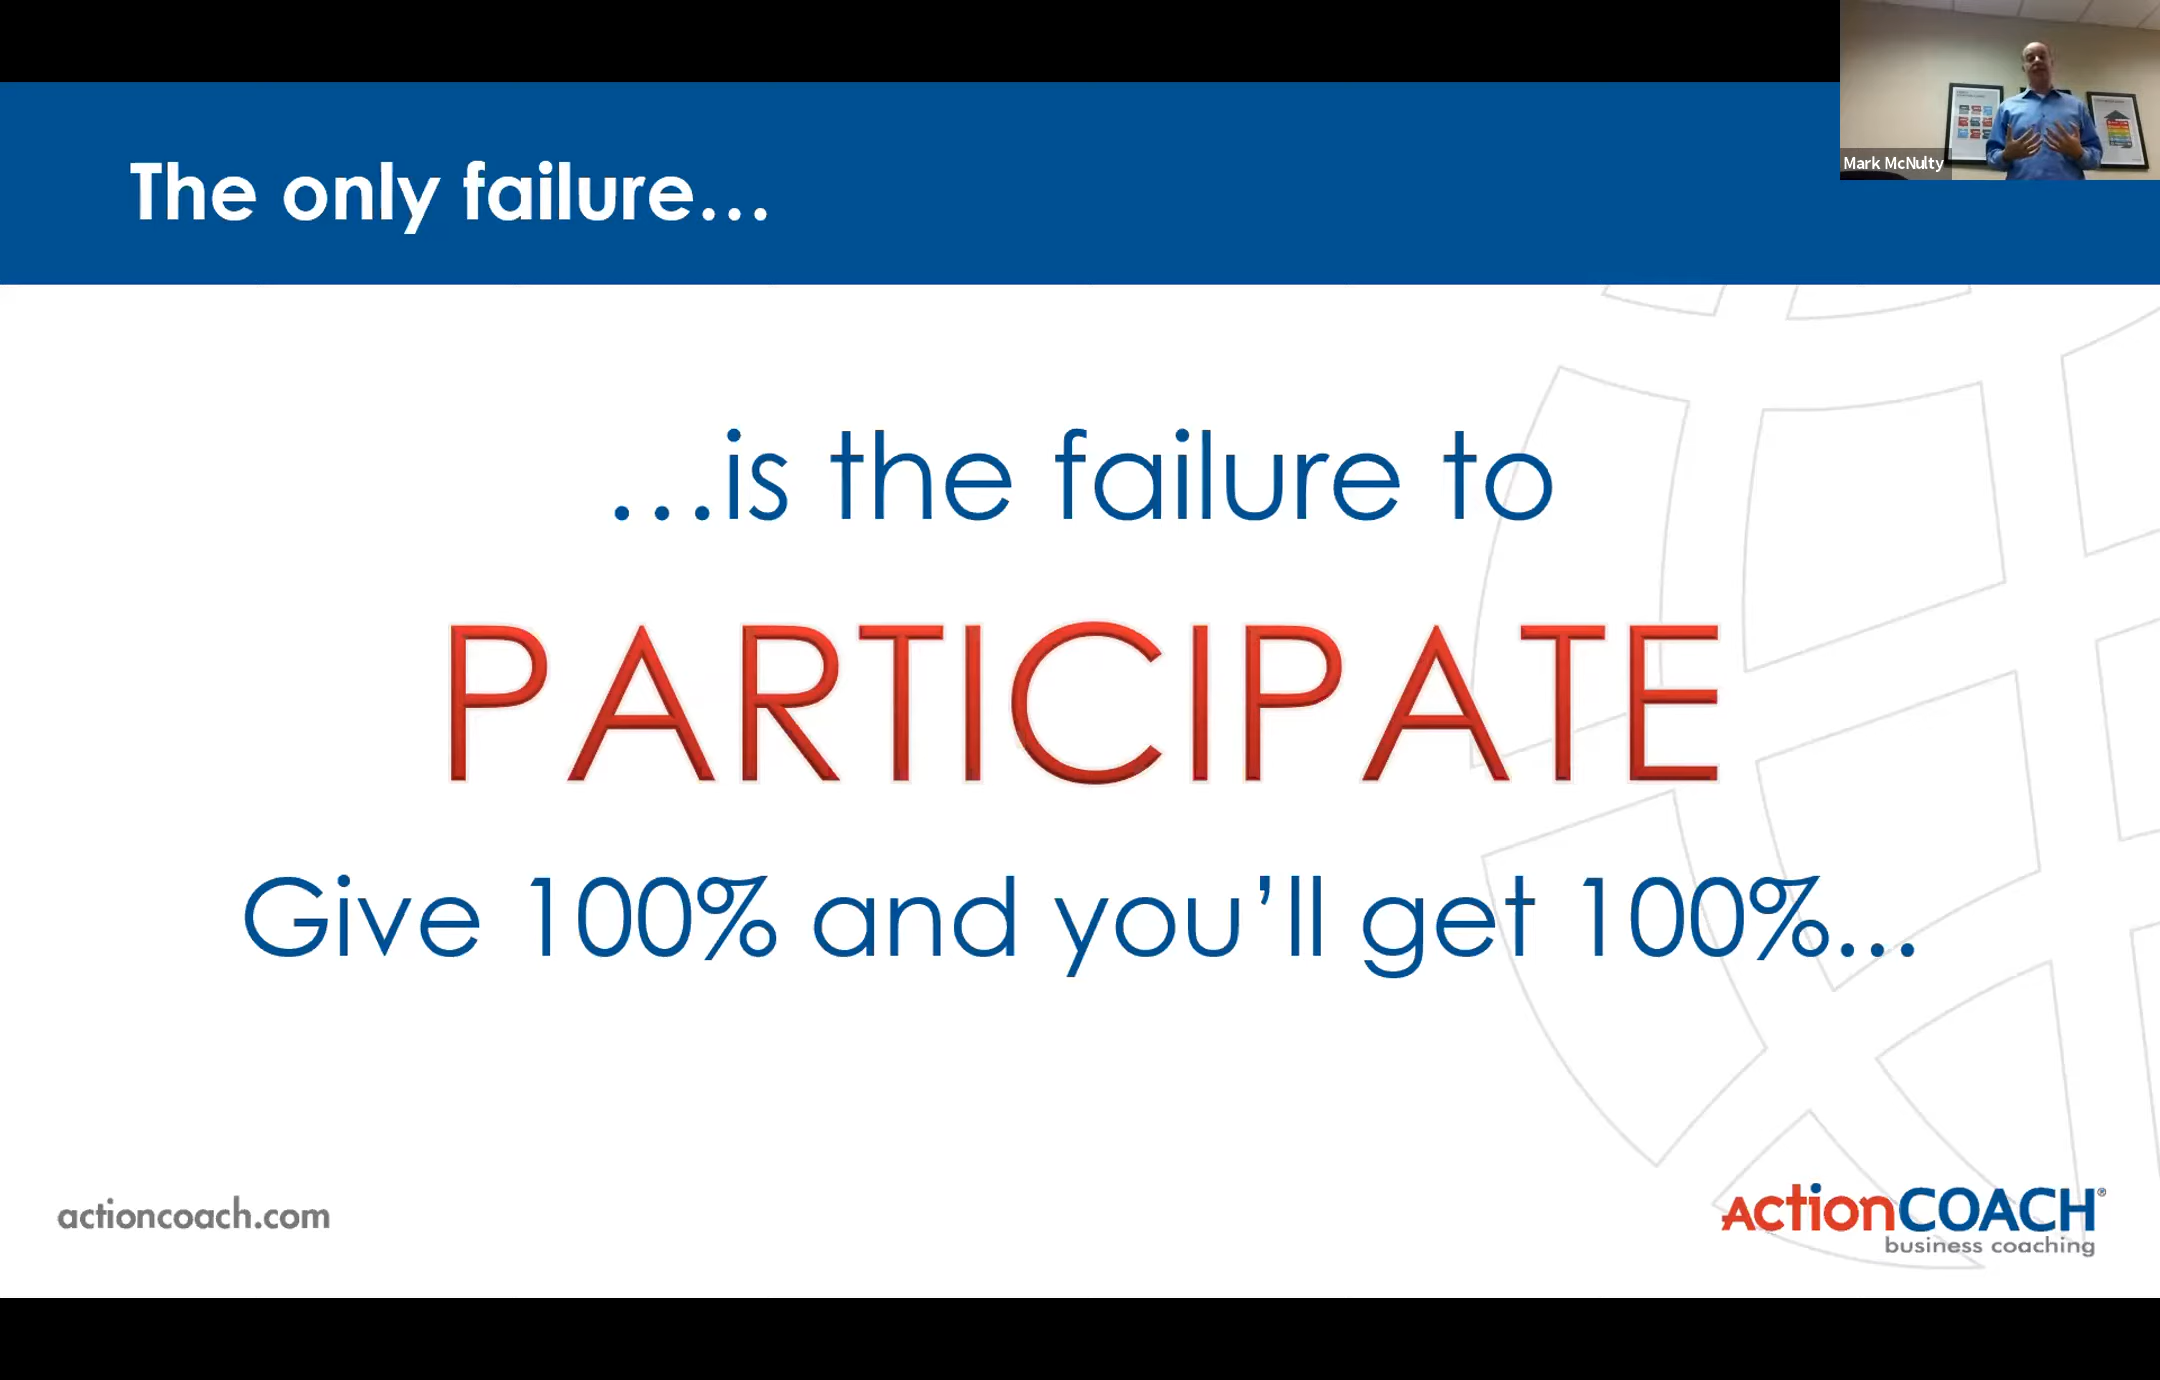 The only failure...
Mark McNulty
...is the failure to
PARTICIPATE
Give 100% and you'll get 100%...
actioncoach.com
ActionCOACH®
business coaching